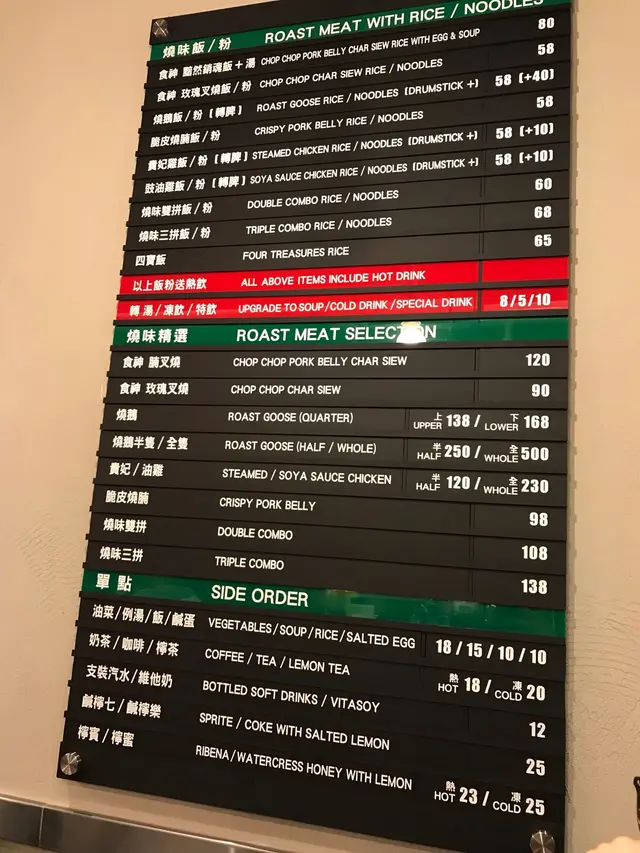 燒味飯/粉 ROAST MEAT WITH RICE / NOODLES
食神 黯然銷魂飯+湯 CHOP CHOP PORK BELLY CHAR SIEW RICE WITH EGG & SOUP 80
食神 玫瑰叉燒飯/粉 CHOP CHOP CHAR SIEW RICE / NOODLES 58
燒鵝飯/粉 [轉髀] ROAST GOOSE RICE / NOODLES (DRUMSTICK +) 58 (+40)
脆皮燒腩飯/粉 CRISPY PORK BELLY RICE / NOODLES 58
貴妃雞飯/粉 [轉髀] STEAMED CHICKEN RICE / NOODLES (DRUMSTICK +) 58 (+10)
豉油雞飯/粉 [轉髀] SOYA SAUCE CHICKEN RICE / NOODLES (DRUMSTICK +) 58 (+10)
燒味雙拼飯/粉 DOUBLE COMBO RICE / NOODLES 60
燒味三拼飯/粉 TRIPLE COMBO RICE / NOODLES 68
四寶飯 FOUR TREASURES RICE 65
以上飯粉送熱飲 ALL ABOVE ITEMS INCLUDE HOT DRINK
轉湯/凍飲/特飲 UPGRADE TO SOUP/COLD DRINK/SPECIAL DRINK 8/5/10
燒味精選 ROAST MEAT SELECTION
食神 腩叉燒 CHOP CHOP PORK BELLY CHAR SIEW 120
食神 玫瑰叉燒 CHOP CHOP CHAR SIEW 90
燒鵝 ROAST GOOSE (QUARTER) 上 UPPER 138 / 下 LOWER 168
燒鵝半隻/全隻 ROAST GOOSE (HALF / WHOLE) 半 HALF 250 / 全 WHOLE 500
貴妃/油雞 STEAMED / SOYA SAUCE CHICKEN 半 HALF 120 / 全 WHOLE 230
脆皮燒腩 CRISPY PORK BELLY 98
燒味雙拼 DOUBLE COMBO 108
燒味三拼 TRIPLE COMBO 138
單點 SIDE ORDER
油菜/例湯/飯/鹹蛋 VEGETABLES/SOUP/RICE/SALTED EGG 18 / 15 / 10 / 10
奶茶/咖啡/檸茶 COFFEE / TEA / LEMON TEA 熱 HOT 18 / 凍 COLD 20
支裝汽水/維他奶 BOTTLED SOFT DRINKS / VITASOY 12
鹹檸七/鹹檸樂 SPRITE / COKE WITH SALTED LEMON 25
檸賓/檸蜜 RIBENA/WATERCRESS HONEY WITH LEMON 熱 HOT 23 / 凍 COLD 25